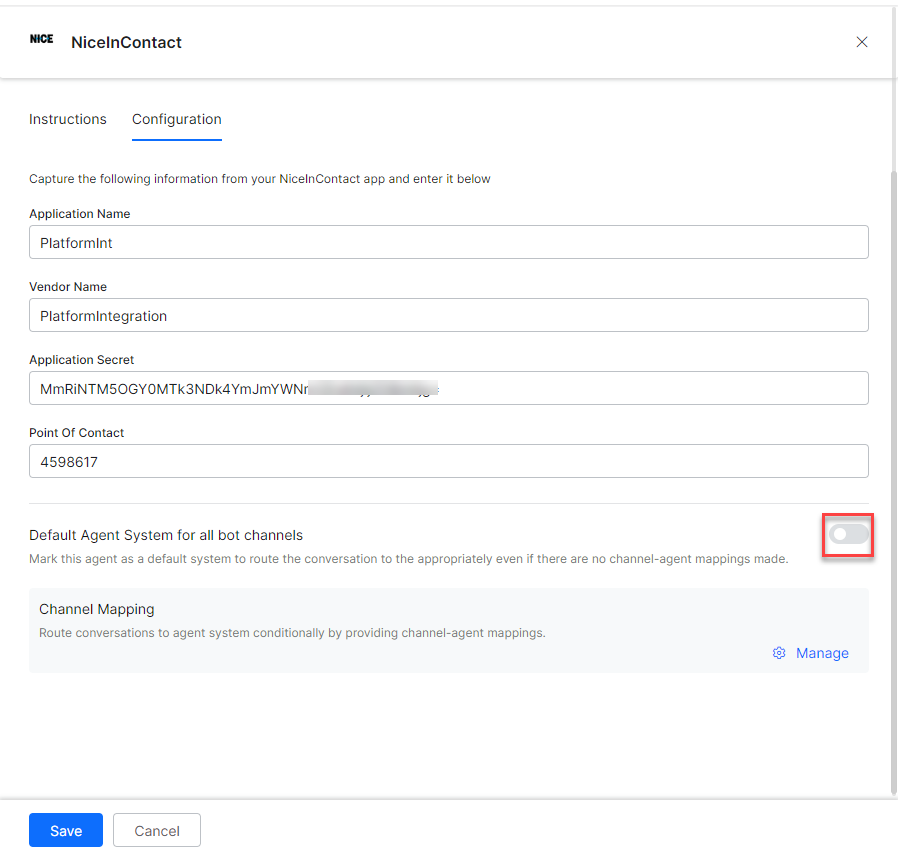 NICE NiceInContact
Instructions Configuration
Capture the following information from your NiceInContact app and enter it below
Application Name
PlatformInt
Vendor Name
PlatformIntegration
Application Secret
Point Of Contact
4598617
Default Agent System for all bot channels
Mark this agent as a default system to route the conversation to the appropriately even if there are no channel-agent mappings made.
Channel Mapping
Route conversations to agent system conditionally by providing channel-agent mappings.
Manage
Save Cancel